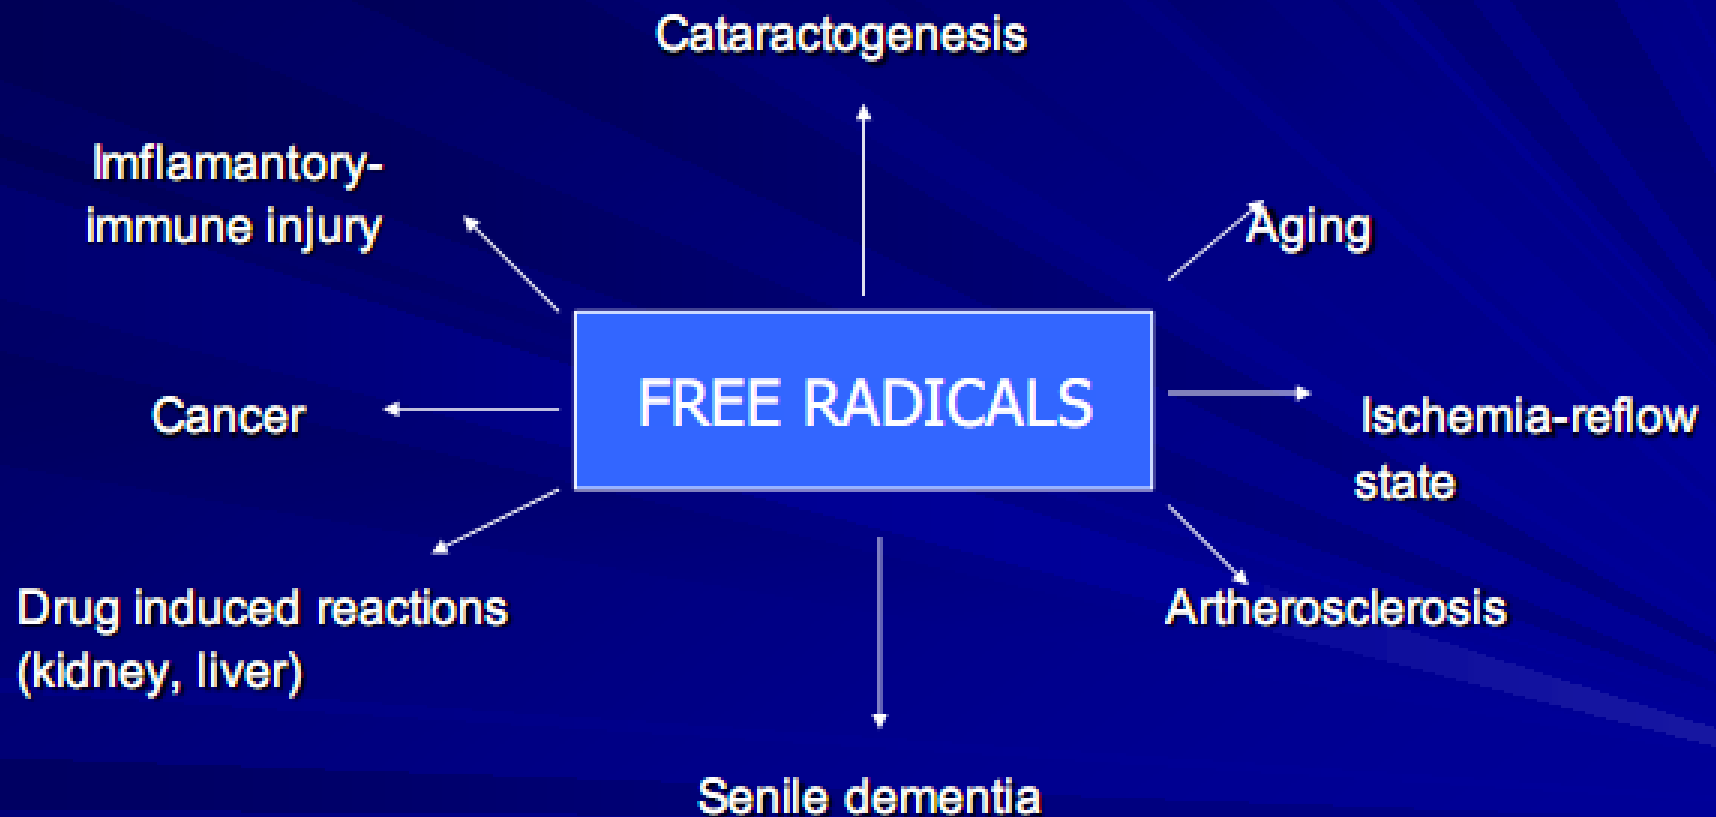 Cataractogenesis
Imflamantory-
immune injury
Aging
FREE RADICALS
Cancer
Ischemia-reflow
state
Drug induced reactions
(kidney, liver)
Artherosclerosis
Senile dementia